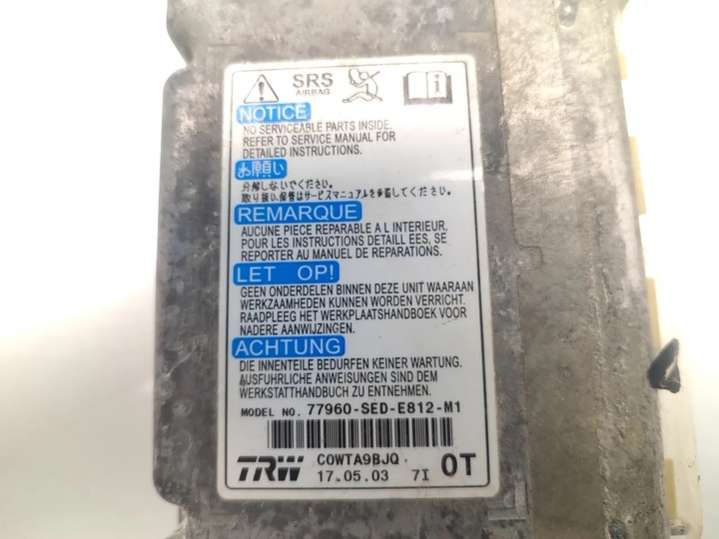 SRS
AIRBAG
NOTICE
NO SERVICEABLE PARTS INSIDE.
REFER TO SERVICE MANUAL FOR
DETAILED INSTRUCTIONS.
お願い
分解しないでください。
取り扱い、保管はサービスマニュアルを参照してください。
REMARQUE
AUCUNE PIECE REPARABLE A L INTERIEUR.
POUR LES INSTRUCTIONS DETAILL EES, SE
REPORTER AU MANUEL DE REPARATIONS.
LET OP!
GEEN ONDERDELEN BINNEN DEZE UNIT WAARAAN
WERKZAAMHEDEN KUNNEN WORDEN VERRICHT.
RAADPLEEG HET WERKPLAATSHANDBOEK VOOR
NADERE AANWIJZINGEN.
ACHTUNG
DIE INNENTEILE BEDURFEN KEINER WARTUNG.
AUSFUHRLICHE ANWEISUNGEN SIND DEM
WERKSTATTHANDBUCH ZU ENTNEHMEN.
MODEL NO. 77960-SED-E812-M1
TRW C0WTA9BJQ
17.05.03 7I 0T